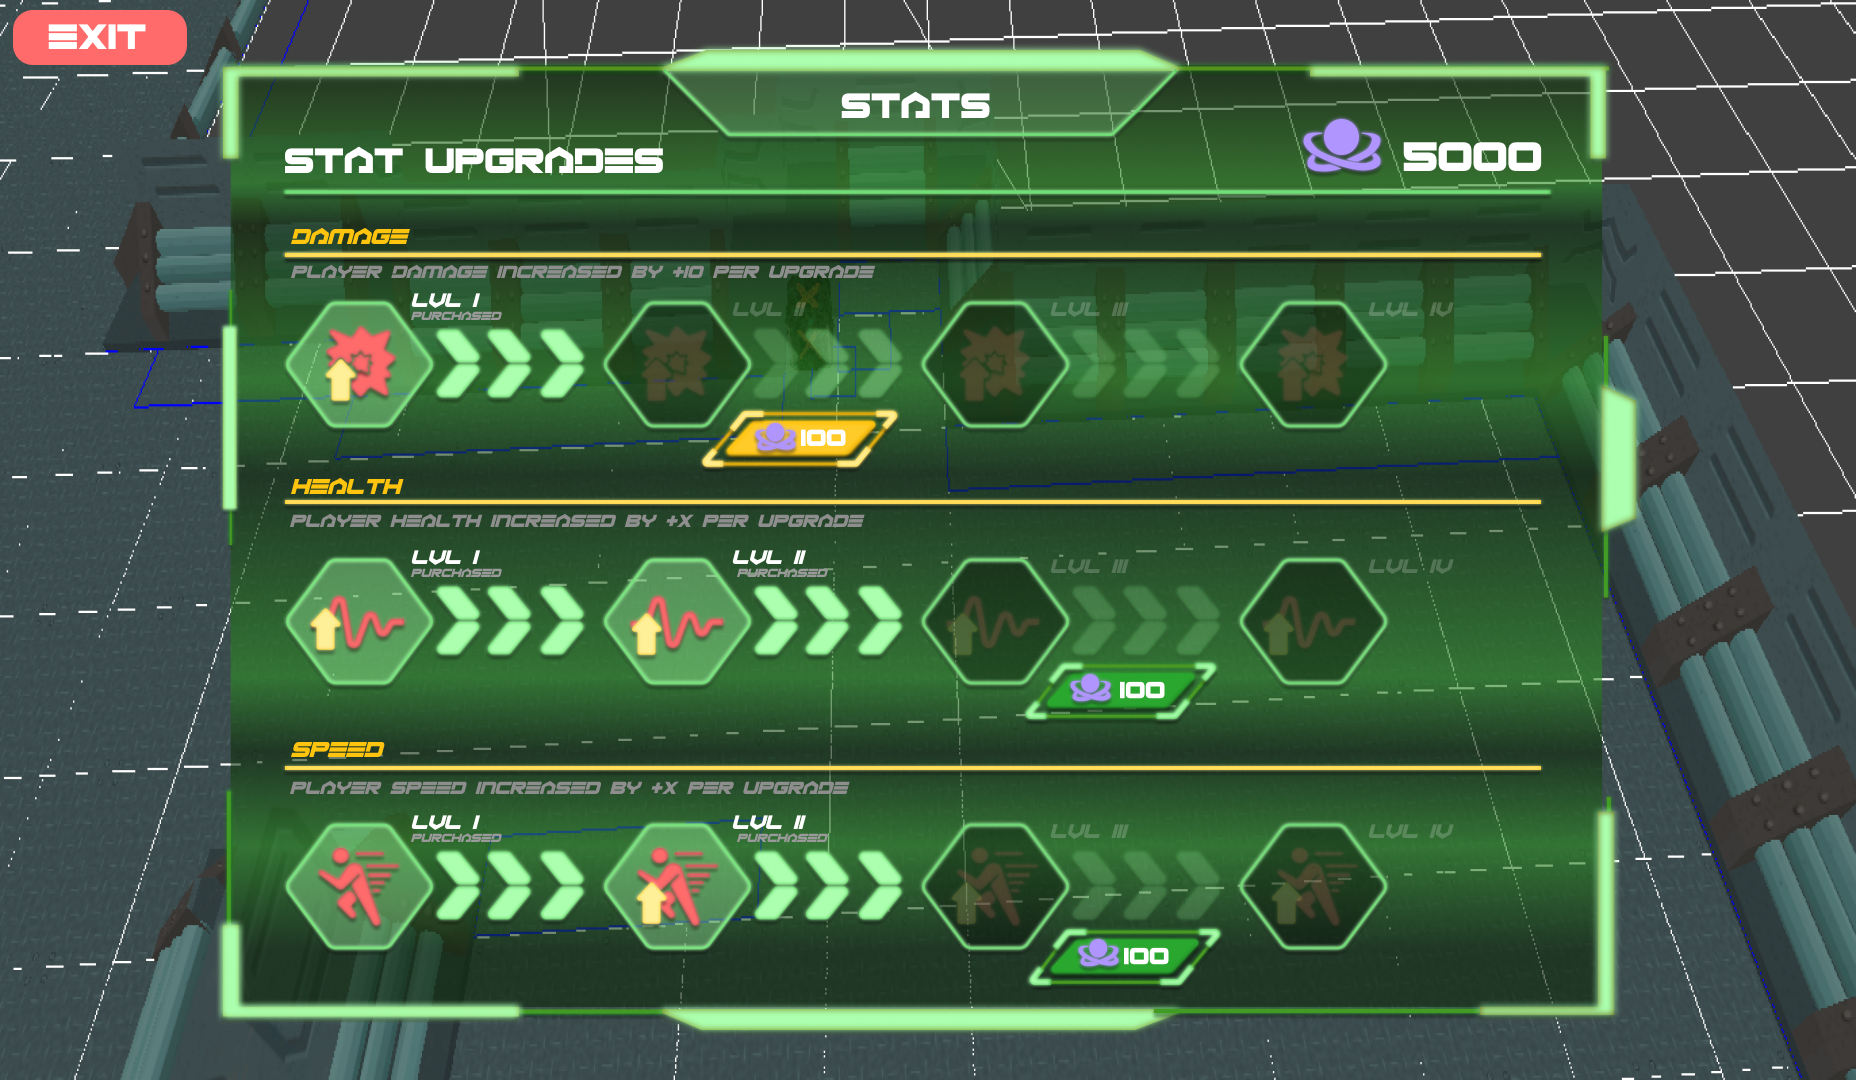 EXIT
STATS
STAT UPGRADES
5000
DAMAGE
PLAYER DAMAGE INCREASED BY +10 PER UPGRADE
LVL I
PURCHASED
LVL II
LVL III
LVL IV
100
HEALTH
PLAYER HEALTH INCREASED BY +X PER UPGRADE
LVL I
PURCHASED
LVL II
PURCHASED
LVL III
LVL IV
100
SPEED
PLAYER SPEED INCREASED BY +X PER UPGRADE
LVL I
PURCHASED
LVL II
PURCHASED
LVL III
LVL IV
100